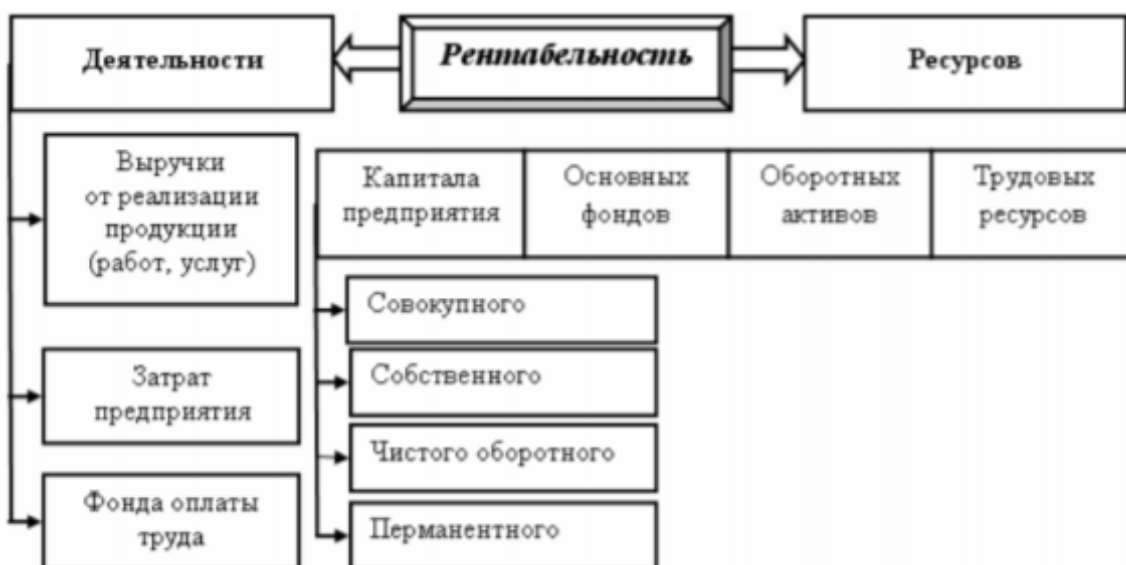 Деятельности
Рентабельность
Ресурсов
Выручки
от реализации
продукции
(работ, услуг)
Затрат
предприятия
Фонда оплаты
труда
Капитала
предприятия
Основных
фондов
Оборотных
активов
Трудовых
ресурсов
Совокупного
Собственного
Чистого оборотного
Перманентного